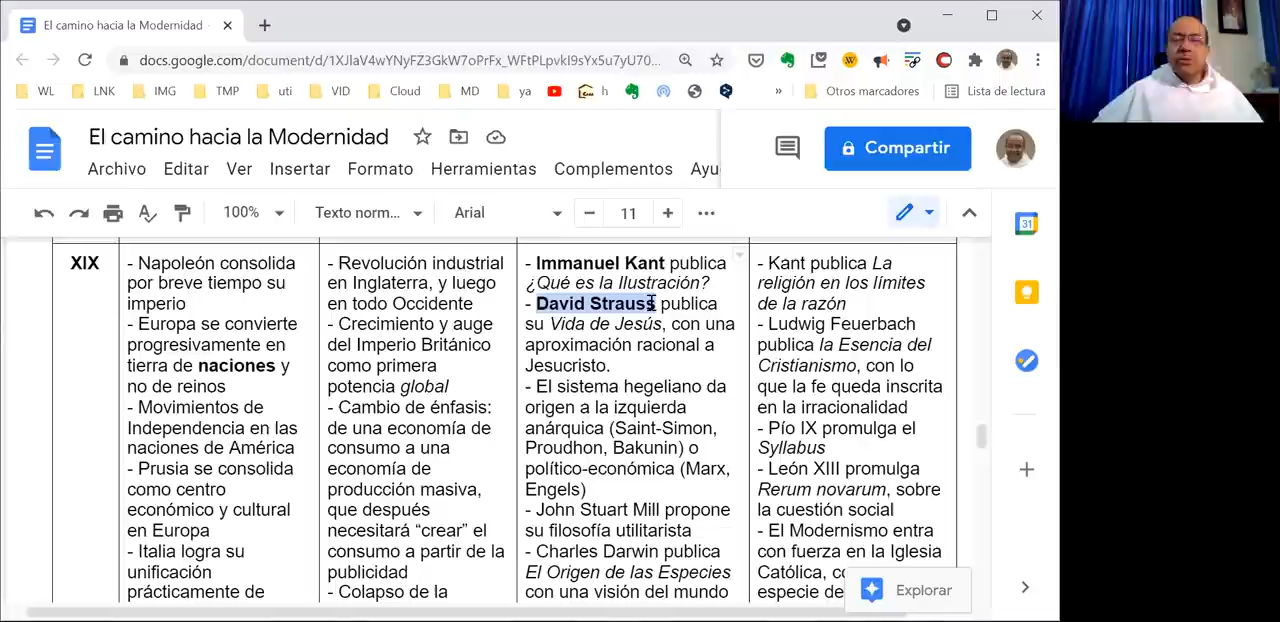 El camino hacia la Modernidad
docs.google.com/document/d/1XJlaV4wYNyFZ3GkW7oPrFx_WFtPLpvkI9sYx5u7yU70...
WL LNK IMG TMP uti VID Cloud MD ya h » Otros marcadores Lista de lectura
El camino hacia la Modernidad
Compartir
Archivo Editar Ver Insertar Formato Herramientas Complementos Ayu
100% Texto norm... Arial 11
31
XIX
- Napoleón consolida
por breve tiempo su
imperio
- Europa se convierte
progresivamente en
tierra de naciones y
no de reinos
- Movimientos de
Independencia en las
naciones de América
- Prusia se consolida
como centro
económico y cultural
en Europa
- Italia logra su
unificación
prácticamente de
- Revolución industrial
en Inglaterra, y luego
en todo Occidente
- Crecimiento y auge
del Imperio Británico
como primera
potencia global
- Cambio de énfasis:
de una economía de
consumo a una
economía de
producción masiva,
que después
necesitará “crear” el
consumo a partir de la
publicidad
- Colapso de la
- Immanuel Kant publica
¿Qué es la Ilustración?
- David Strauss publica
su Vida de Jesús, con una
aproximación racional a
Jesucristo.
- El sistema hegeliano da
origen a la izquierda
anárquica (Saint-Simon,
Proudhon, Bakunin) o
político-económica (Marx,
Engels)
- John Stuart Mill propone
su filosofía utilitarista
- Charles Darwin publica
El Origen de las Especies
con una visión del mundo
- Kant publica La
religión en los límites
de la razón
- Ludwig Feuerbach
publica la Esencia del
Cristianismo, con lo
que la fe queda inscrita
en la irracionalidad
- Pío IX promulga el
Syllabus
- León XIII promulga
Rerum novarum, sobre
la cuestión social
- El Modernismo entra
con fuerza en la Iglesia
Católica,
especie de
Explorar